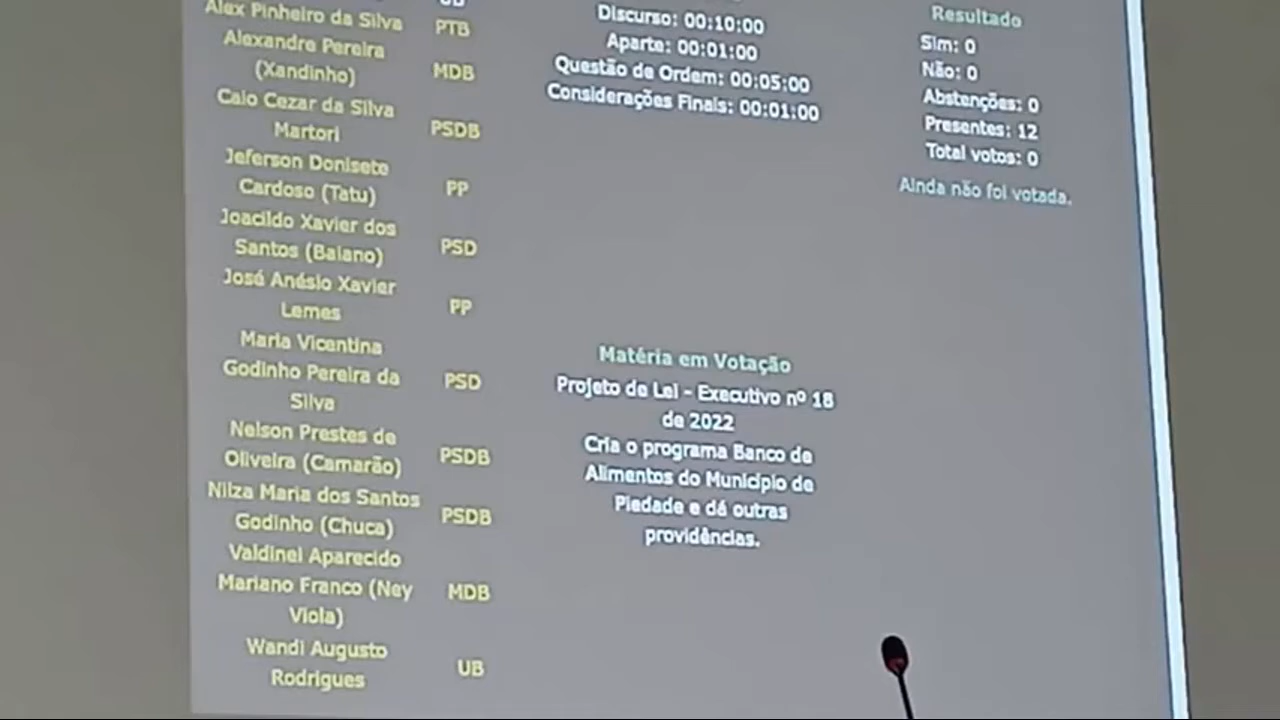 UB
Alex Pinheiro da Silva PTB
Alexandre Pereira
(Xandinho) MDB
Caio Cezar da Silva
Martori PSDB
Jeferson Donisete
Cardoso (Tatu) PP
Joacildo Xavier dos
Santos (Baiano) PSD
José Anésio Xavier
Lemes PP
Maria Vicentina
Godinho Pereira da PSD
Silva
Nelson Prestes de
Oliveira (Camarão) PSDB
Nilza Maria dos Santos
Godinho (Chuca) PSDB
Valdinei Aparecido
Mariano Franco (Ney MDB
Viola)
Wandi Augusto
Rodrigues UB
Discurso: 00:10:00
Aparte: 00:01:00
Questão de Ordem: 00:05:00
Considerações Finais: 00:01:00
Matéria em Votação
Projeto de Lei - Executivo nº 18
de 2022
Cria o programa Banco de
Alimentos do Município de
Piedade e dá outras
providências.
Resultado
Sim: 0
Não: 0
Abstenções: 0
Presentes: 12
Total votos: 0
Ainda não foi votada.